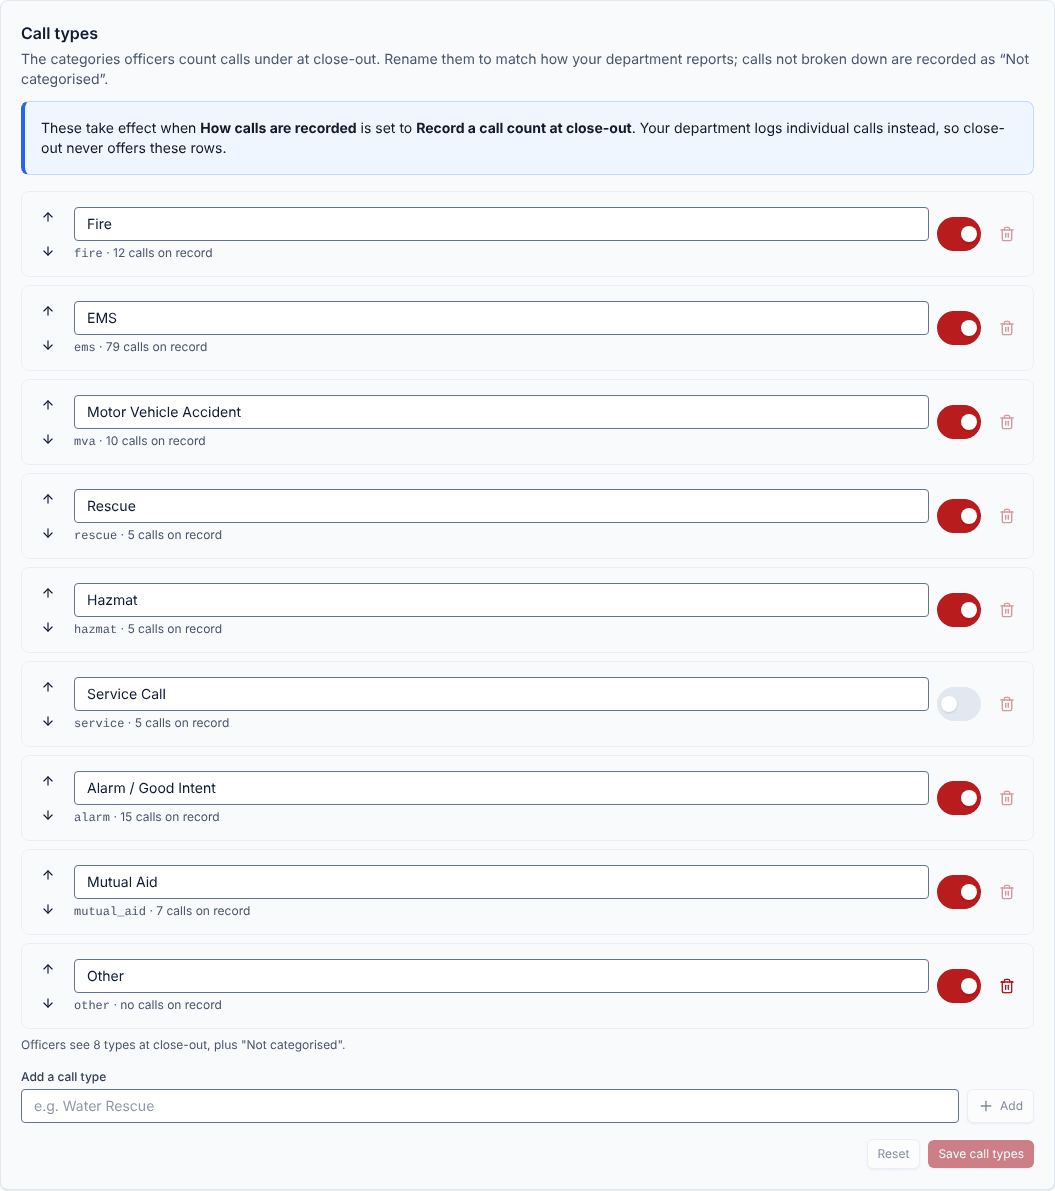 Call types
The categories officers count calls under at close-out. Rename them to match how your department reports; calls not broken down are recorded as “Not
categorised”.
These take effect when How calls are recorded is set to Record a call count at close-out. Your department logs individual calls instead, so close-
out never offers these rows.
Fire
fire · 12 calls on record
EMS
ems · 79 calls on record
Motor Vehicle Accident
mva · 10 calls on record
Rescue
rescue · 5 calls on record
Hazmat
hazmat · 5 calls on record
Service Call
service · 5 calls on record
Alarm / Good Intent
alarm · 15 calls on record
Mutual Aid
mutual_aid · 7 calls on record
Other
other · no calls on record
Officers see 8 types at close-out, plus "Not categorised".
Add a call type
e.g. Water Rescue
Add
Reset
Save call types